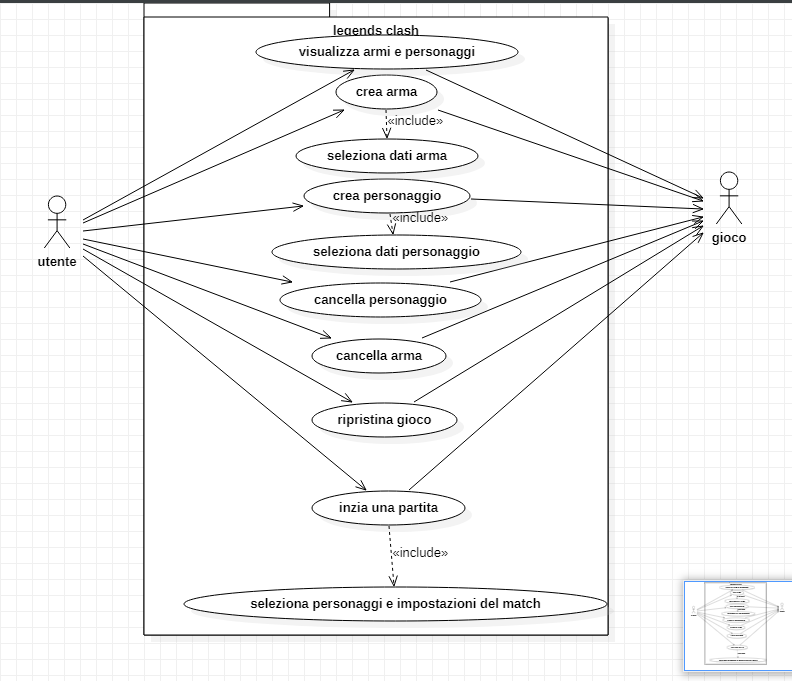 legends clash
visualizza armi e personaggi
crea arma
«include»
seleziona dati arma
crea personaggio
«include»
seleziona dati personaggio
utente
gioco
cancella personaggio
cancella arma
ripristina gioco
inzia una partita
«include»
seleziona personaggi e impostazioni del match